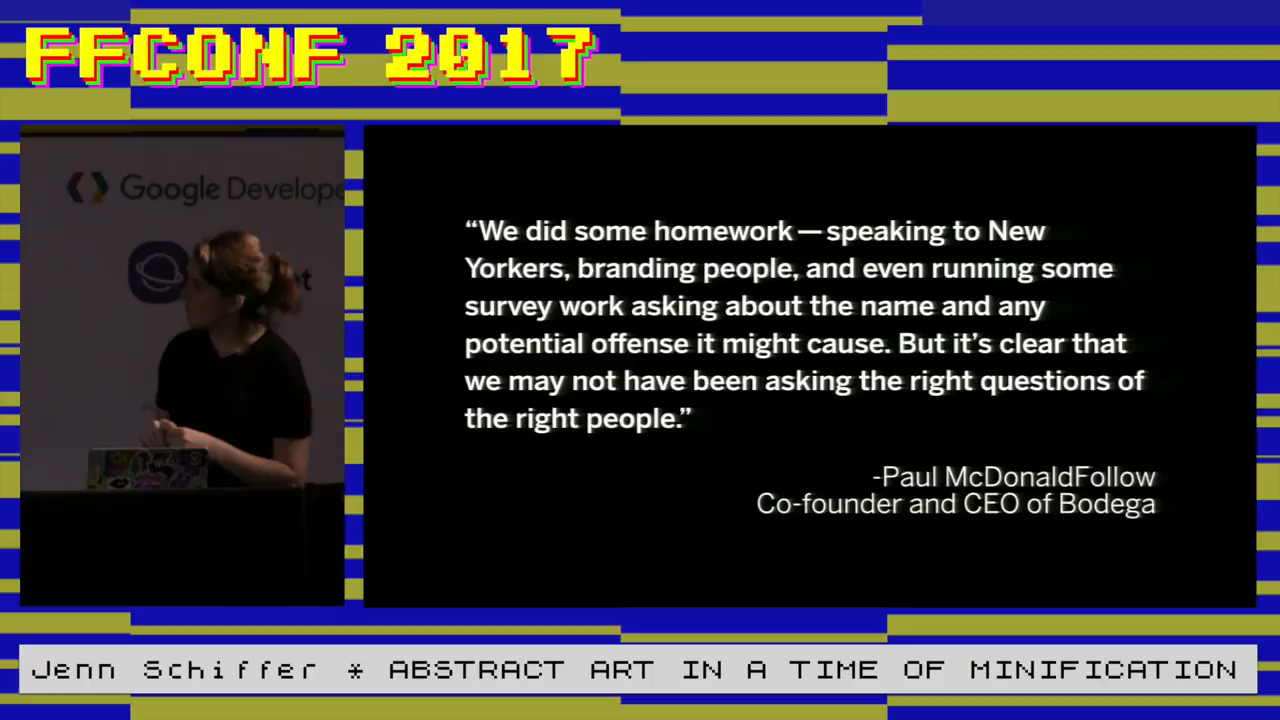 FFCONF 2017
Google Develope
t
“We did some homework — speaking to New
Yorkers, branding people, and even running some
survey work asking about the name and any
potential offense it might cause. But it’s clear that
we may not have been asking the right questions of
the right people.”
-Paul McDonaldFollow
Co-founder and CEO of Bodega
Jenn Schiffer * ABSTRACT ART IN A TIME OF MINIFICATION